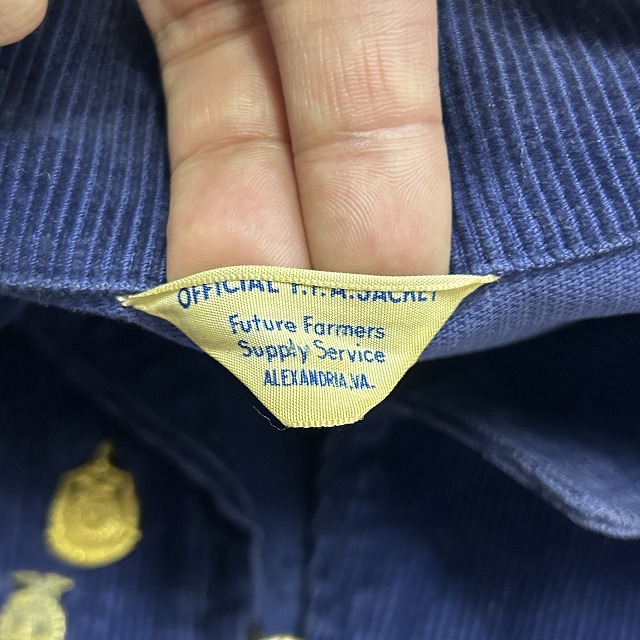 OFFICIAL F.F.A. JACKET
Future Farmers
Supply Service
ALEXANDRIA, VA.